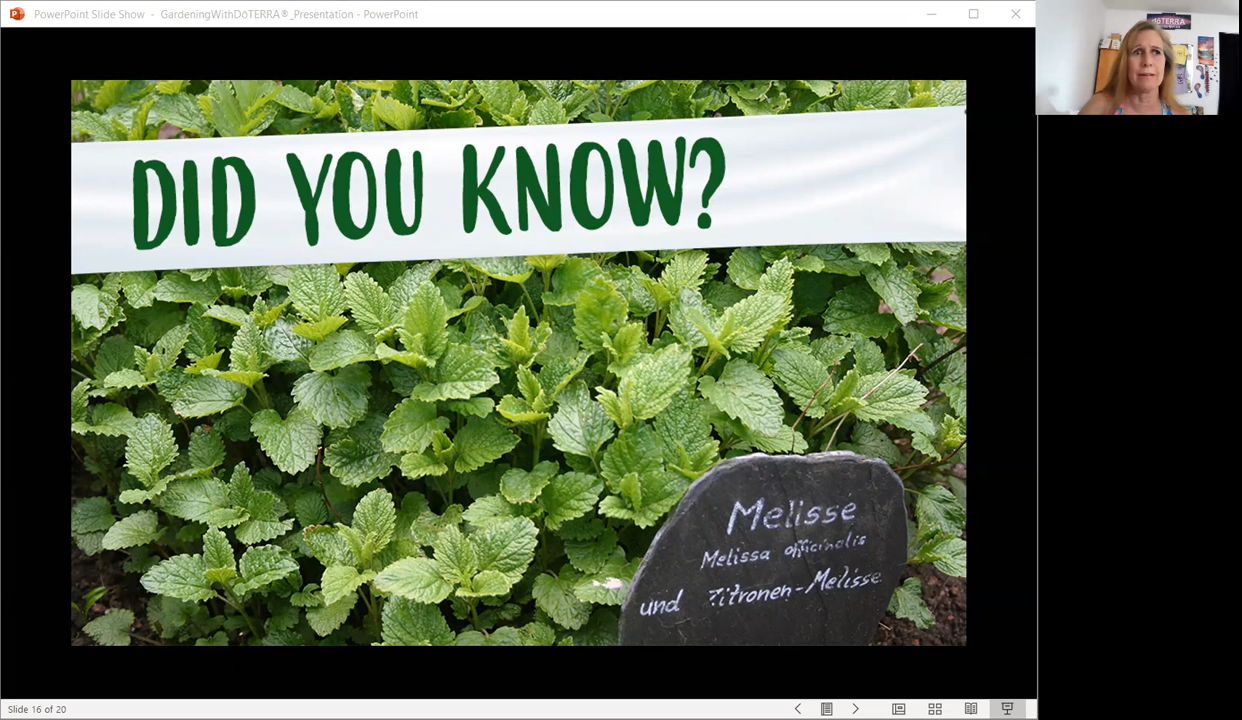 PowerPoint Slide Show - GardeningWithDōTERRA®_Presentation - PowerPoint
dōTERRA
DID YOU KNOW?
Melisse
Melissa officinalis
und Zitronen-Melisse
Slide 16 of 20